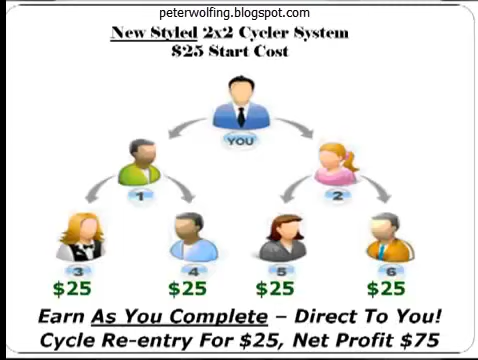 peterwolfing.blogspot.com
New Styled 2x2 Cycler System
$25 Start Cost
YOU
1
2
3
4
5
6
$25
$25
$25
$25
Earn As You Complete – Direct To You!
Cycle Re-entry For $25, Net Profit $75